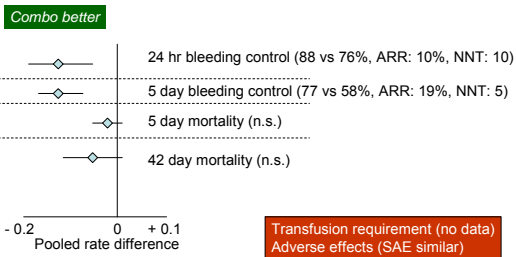 Combo better
24 hr bleeding control (88 vs 76%, ARR: 10%, NNT: 10)
5 day bleeding control (77 vs 58%, ARR: 19%, NNT: 5)
5 day mortality (n.s.)
42 day mortality (n.s.)
- 0.2 0 + 0.1
Pooled rate difference
Transfusion requirement (no data)
Adverse effects (SAE similar)